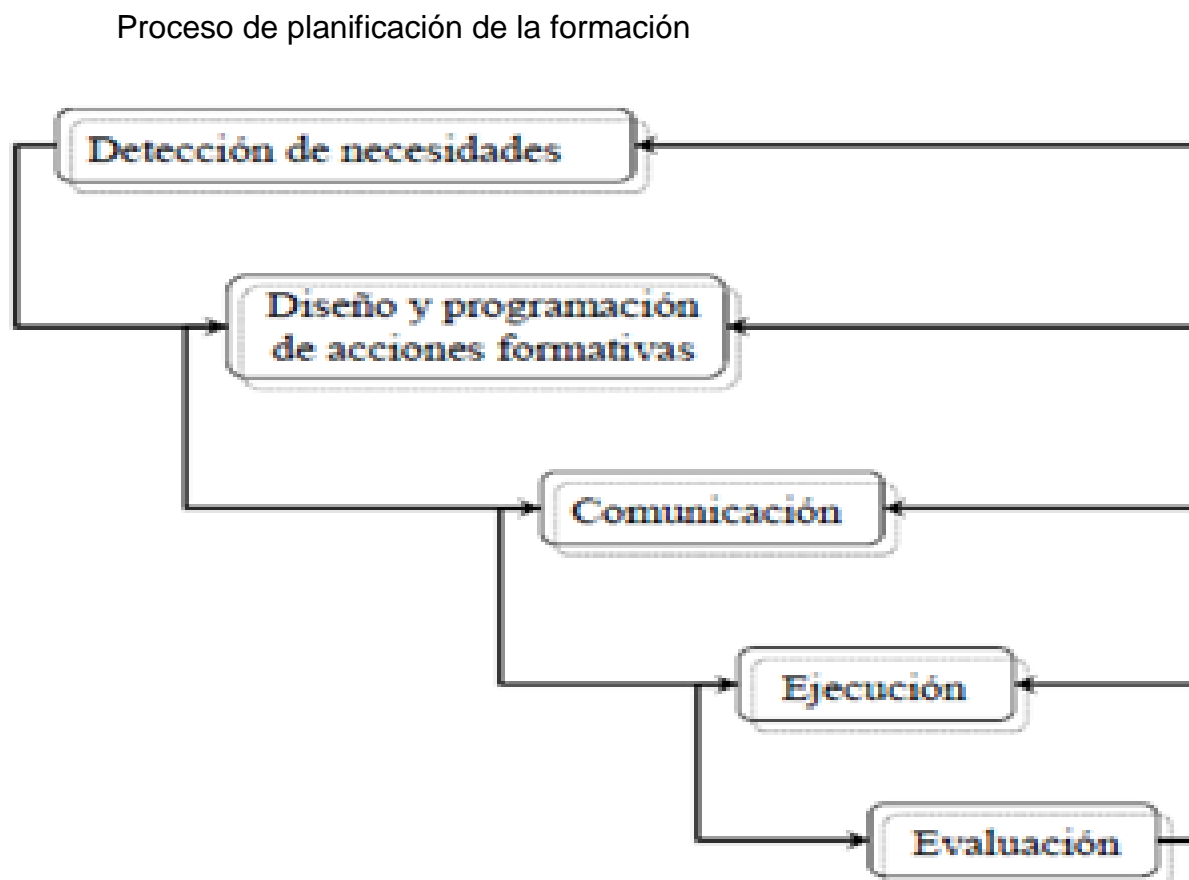 Proceso de planificación de la formación
Detección de necesidades
Diseño y programación
de acciones formativas
Comunicación
Ejecución
Evaluación